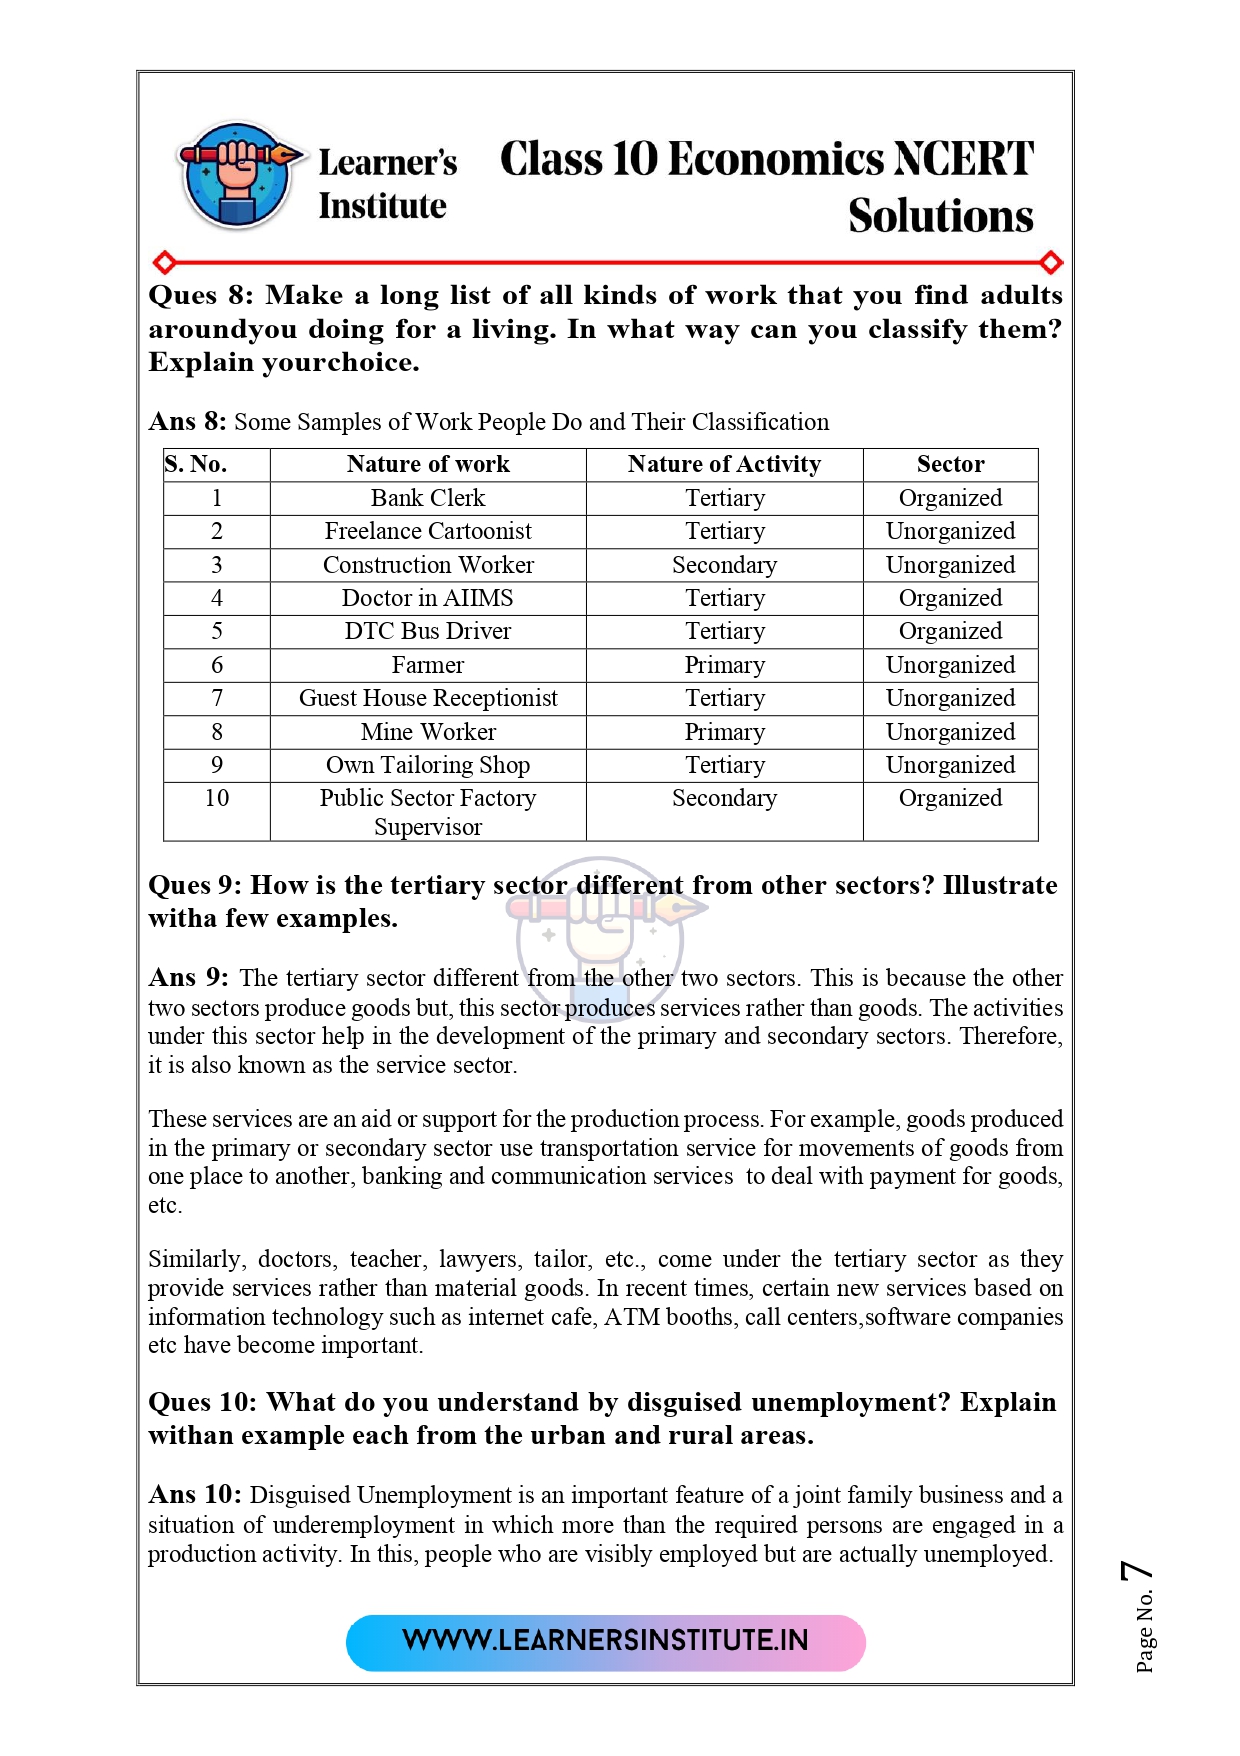 Learner's
Institute
Class 10 Economics NCERT
Solutions
Ques 8: Make a long list of all kinds of work that you find adults
aroundyou doing for a living. In what way can you classify them?
Explain yourchoice.
Ans 8: Some Samples of Work People Do and Their Classification
S. No. Nature of work Nature of Activity Sector
1 Bank Clerk Tertiary Organized
2 Freelance Cartoonist Tertiary Unorganized
3 Construction Worker Secondary Unorganized
4 Doctor in AIIMS Tertiary Organized
5 DTC Bus Driver Tertiary Organized
6 Farmer Primary Unorganized
7 Guest House Receptionist Tertiary Unorganized
8 Mine Worker Primary Unorganized
9 Own Tailoring Shop Tertiary Unorganized
10 Public Sector Factory Secondary Organized
Supervisor
Ques 9: How is the tertiary sector different from other sectors? Illustrate
witha few examples.
Ans 9: The tertiary sector different from the other two sectors. This is because the other
two sectors produce goods but, this sector produces services rather than goods. The activities
under this sector help in the development of the primary and secondary sectors. Therefore,
it is also known as the service sector.
These services are an aid or support for the production process. For example, goods produced
in the primary or secondary sector use transportation service for movements of goods from
one place to another, banking and communication services to deal with payment for goods,
etc.
Similarly, doctors, teacher, lawyers, tailor, etc., come under the tertiary sector as they
provide services rather than material goods. In recent times, certain new services based on
information technology such as internet cafe, ATM booths, call centers,software companies
etc have become important.
Ques 10: What do you understand by disguised unemployment? Explain
withan example each from the urban and rural areas.
Ans 10: Disguised Unemployment is an important feature of a joint family business and a
situation of underemployment in which more than the required persons are engaged in a
production activity. In this, people who are visibly employed but are actually unemployed.
WWW.LEARNERSINSTITUTE.IN
Page No. 7